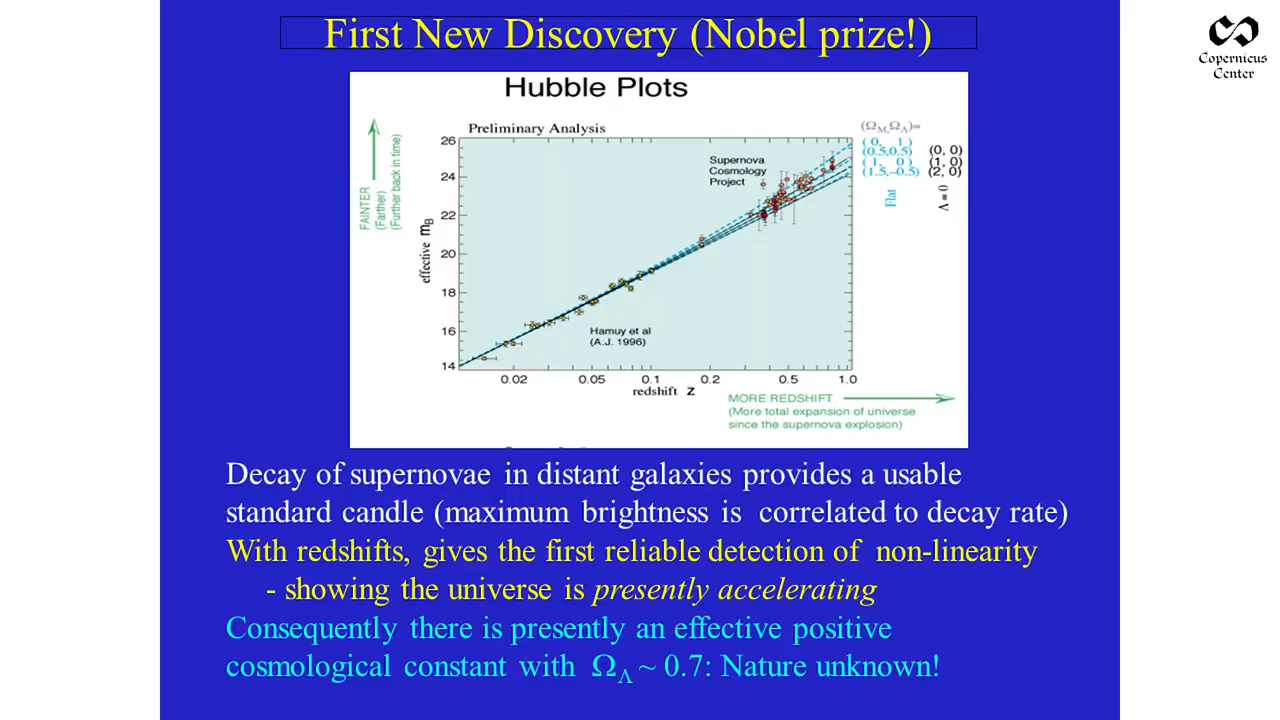 First New Discovery (Nobel prize!)
Copernicus
Center
Hubble Plots
Preliminary Analysis
(Ω_M,Ω_Λ)=
( 0, 1 )
(0.5,0.5)
( 1, 0 )
(1.5,–0.5)
(0, 0)
(1, 0)
(2, 0)
Flat
Λ = 0
FAINTER
(Farther)
(Further back in time)
effective m_B
26
24
22
20
18
16
14
Supernova
Cosmology
Project
Hamuy et al
(A.J. 1996)
0.02 0.05 0.1 0.2 0.5 1.0
redshift z
MORE REDSHIFT
(More total expansion of universe
since the supernova explosion)
Decay of supernovae in distant galaxies provides a usable
standard candle (maximum brightness is correlated to decay rate)
With redshifts, gives the first reliable detection of non-linearity
- showing the universe is presently accelerating
Consequently there is presently an effective positive
cosmological constant with Ω_Λ ~ 0.7: Nature unknown!